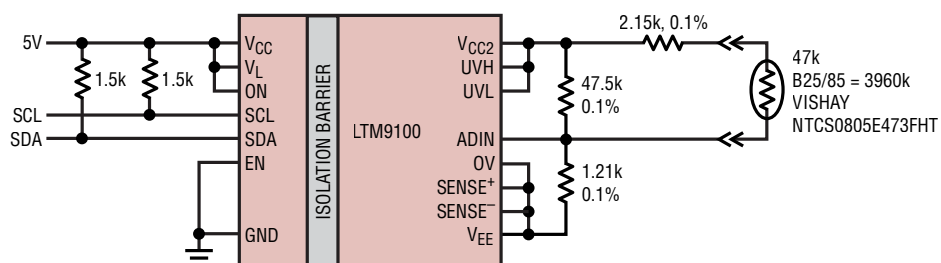 5V
1.5k
1.5k
SCL
SDA
VCC
VL
ON
SCL
SDA
EN
GND
ISOLATION BARRIER
LTM9100
VCC2
UVH
UVL
ADIN
OV
SENSE+
SENSE–
VEE
2.15k, 0.1%
47.5k
0.1%
1.21k
0.1%
47k
B25/85 = 3960k
VISHAY
NTCS0805E473FHT